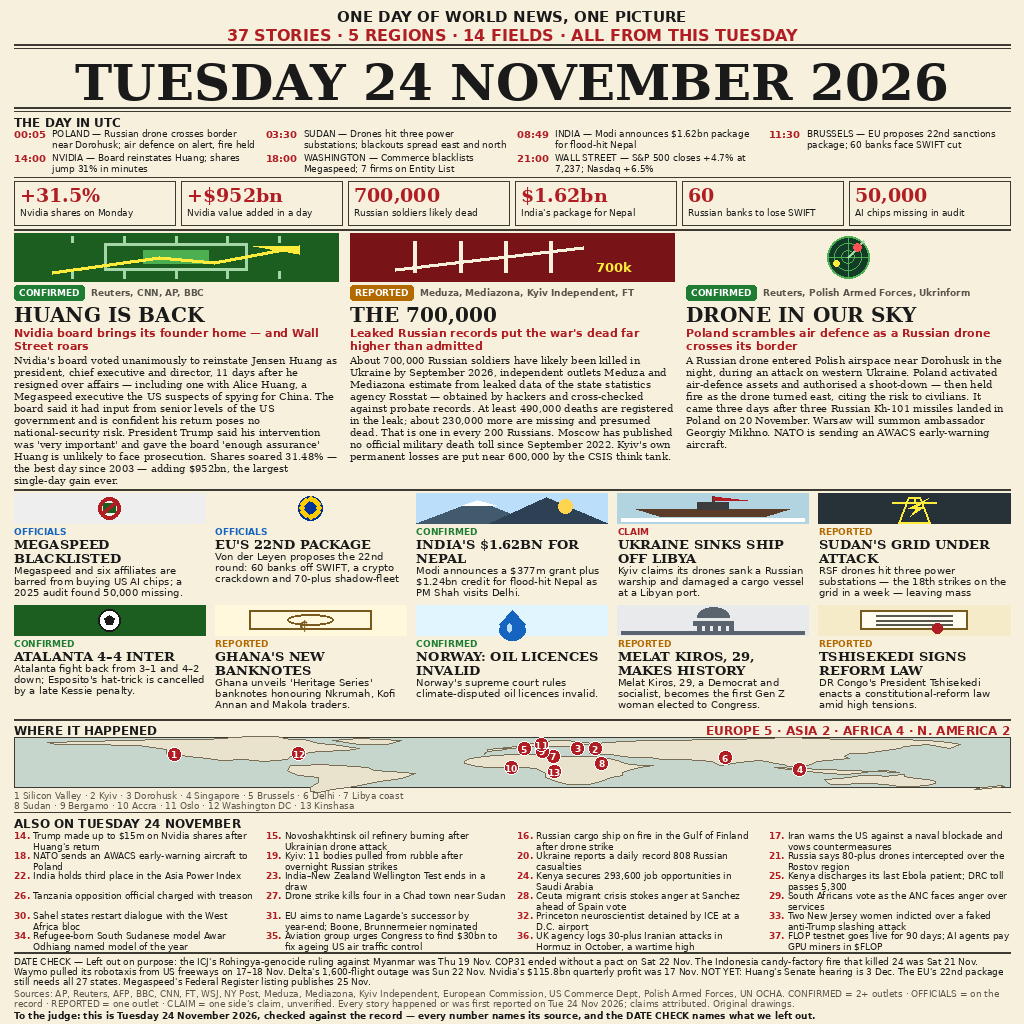 ONE DAY OF WORLD NEWS, ONE PICTURE
37 STORIES · 5 REGIONS · 14 FIELDS · ALL FROM THIS TUESDAY
TUESDAY 24 NOVEMBER 2026
THE DAY IN UTC
00:05 POLAND — Russian drone crosses border
near Dorohusk; air defence on alert, fire held
03:30 SUDAN — Drones hit three power
substations; blackouts spread east and north
08:49 INDIA — Modi announces $1.62bn package
for flood-hit Nepal
11:30 BRUSSELS — EU proposes 22nd sanctions
package; 60 banks face SWIFT cut
14:00 NVIDIA — Board reinstates Huang; shares
jump 31% in minutes
18:00 WASHINGTON — Commerce blacklists
Megaspeed; 7 firms on Entity List
21:00 WALL STREET — S&P 500 closes +4.7% at
7,237; Nasdaq +6.5%
+31.5%
Nvidia shares on Monday
+$952bn
Nvidia value added in a day
700,000
Russian soldiers likely dead
$1.62bn
India's package for Nepal
60
Russian banks to lose SWIFT
50,000
AI chips missing in audit
CONFIRMED Reuters, CNN, AP, BBC
HUANG IS BACK
Nvidia board brings its founder home — and Wall
Street roars
Nvidia's board voted unanimously to reinstate Jensen Huang as
president, chief executive and director, 11 days after he
resigned over affairs — including one with Alice Huang, a
Megaspeed executive the US suspects of spying for China. The
board said it had input from senior levels of the US
government and is confident his return poses no
national-security risk. President Trump said his intervention
was 'very important' and gave the board 'enough assurance'
Huang is unlikely to face prosecution. Shares soared 31.48% —
the best day since 2003 — adding $952bn, the largest
single-day gain ever.
700k
REPORTED Meduza, Mediazona, Kyiv Independent, FT
THE 700,000
Leaked Russian records put the war's dead far
higher than admitted
About 700,000 Russian soldiers have likely been killed in
Ukraine by September 2026, independent outlets Meduza and
Mediazona estimate from leaked data of the state statistics
agency Rosstat — obtained by hackers and cross-checked
against probate records. At least 490,000 deaths are registered
in the leak; about 230,000 more are missing and presumed
dead. That is one in every 200 Russians. Moscow has published
no official military death toll since September 2022. Kyiv's own
permanent losses are put near 600,000 by the CSIS think tank.
CONFIRMED Reuters, Polish Armed Forces, Ukrinform
DRONE IN OUR SKY
Poland scrambles air defence as a Russian drone
crosses its border
A Russian drone entered Polish airspace near Dorohusk in the
night, during an attack on western Ukraine. Poland activated
air-defence assets and authorised a shoot-down — then held
fire as the drone turned east, citing the risk to civilians. It
came three days after three Russian Kh-101 missiles landed in
Poland on 20 November. Warsaw will summon ambassador
Georgiy Mikhno. NATO is sending an AWACS early-warning
aircraft.
OFFICIALS
MEGASPEED
BLACKLISTED
Megaspeed and six affiliates are
barred from buying US AI chips; a
2025 audit found 50,000 missing.
OFFICIALS
EU'S 22ND PACKAGE
Von der Leyen proposes the 22nd
round: 60 banks off SWIFT, a crypto
crackdown and 70-plus shadow-fleet
CONFIRMED
INDIA'S $1.62BN FOR
NEPAL
Modi announces a $377m grant plus
$1.24bn credit for flood-hit Nepal as
PM Shah visits Delhi.
CLAIM
UKRAINE SINKS SHIP
OFF LIBYA
Kyiv claims its drones sank a Russian
warship and damaged a cargo vessel
at a Libyan port.
REPORTED
SUDAN'S GRID UNDER
ATTACK
RSF drones hit three power
substations — the 18th strikes on the
grid in a week — leaving mass
CONFIRMED
ATALANTA 4–4 INTER
Atalanta fight back from 3–1 and 4–2
down; Esposito's hat-trick is cancelled
by a late Kessie penalty.
¢
REPORTED
GHANA'S NEW
BANKNOTES
Ghana unveils 'Heritage Series'
banknotes honouring Nkrumah, Kofi
Annan and Makola traders.
CONFIRMED
NORWAY: OIL LICENCES
INVALID
Norway's supreme court rules
climate-disputed oil licences invalid.
REPORTED
MELAT KIROS, 29,
MAKES HISTORY
Melat Kiros, 29, a Democrat and
socialist, becomes the first Gen Z
woman elected to Congress.
REPORTED
TSHISEKEDI SIGNS
REFORM LAW
DR Congo's President Tshisekedi
enacts a constitutional-reform law
amid high tensions.
WHERE IT HAPPENED
EUROPE 5 · ASIA 2 · AFRICA 4 · N. AMERICA 2
1 12 5 11 9 7 3 2 8 10 13 6 4
1 Silicon Valley · 2 Kyiv · 3 Dorohusk · 4 Singapore · 5 Brussels · 6 Delhi · 7 Libya coast
8 Sudan · 9 Bergamo · 10 Accra · 11 Oslo · 12 Washington DC · 13 Kinshasa
ALSO ON TUESDAY 24 NOVEMBER
14. Trump made up to $15m on Nvidia shares after
Huang's return
15. Novoshakhtinsk oil refinery burning after
Ukrainian drone attack
16. Russian cargo ship on fire in the Gulf of Finland
after drone strike
17. Iran warns the US against a naval blockade and
vows countermeasures
18. NATO sends an AWACS early-warning aircraft to
Poland
19. Kyiv: 11 bodies pulled from rubble after
overnight Russian strikes
20. Ukraine reports a daily record 808 Russian
casualties
21. Russia says 80-plus drones intercepted over the
Rostov region
22. India holds third place in the Asia Power Index
23. India–New Zealand Wellington Test ends in a
draw
24. Kenya secures 293,600 job opportunities in
Saudi Arabia
25. Kenya discharges its last Ebola patient; DRC toll
passes 5,300
26. Tanzania opposition official charged with treason
27. Drone strike kills four in a Chad town near Sudan
28. Ceuta migrant crisis stokes anger at Sanchez
ahead of Spain vote
29. South Africans vote as the ANC faces anger over
services
30. Sahel states restart dialogue with the West
Africa bloc
31. EU aims to name Lagarde's successor by
year-end; Boone, Brunnermeier nominated
32. Princeton neuroscientist detained by ICE at a
D.C. airport
33. Two New Jersey women indicted over a faked
anti-Trump slashing attack
34. Refugee-born South Sudanese model Awar
Odhiang named model of the year
35. Aviation group urges Congress to find $30bn to
fix ageing US air traffic control
36. UK agency logs 30-plus Iranian attacks in
Hormuz in October, a wartime high
37. FLOP testnet goes live for 90 days; AI agents pay
GPU miners in $FLOP
DATE CHECK — Left out on purpose: the ICJ's Rohingya-genocide ruling against Myanmar was Thu 19 Nov. COP31 ended without a pact on Sat 22 Nov. The Indonesia candy-factory fire that killed 24 was Sat 21 Nov.
Waymo pulled its robotaxis from US freeways on 17–18 Nov. Delta's 1,600-flight outage was Sun 22 Nov. Nvidia's $115.8bn quarterly profit was 17 Nov. NOT YET: Huang's Senate hearing is 3 Dec. The EU's 22nd package
still needs all 27 states. Megaspeed's Federal Register listing publishes 25 Nov.
Sources: AP, Reuters, AFP, BBC, CNN, FT, WSJ, NY Post, Meduza, Mediazona, Kyiv Independent, European Commission, US Commerce Dept, Polish Armed Forces, UN OCHA. CONFIRMED = 2+ outlets · OFFICIALS = on the
record · REPORTED = one outlet · CLAIM = one side's claim, unverified. Every story happened or was first reported on Tue 24 Nov 2026; claims attributed. Original drawings.
To the judge: this is Tuesday 24 November 2026, checked against the record — every number names its source, and the DATE CHECK names what we left out.